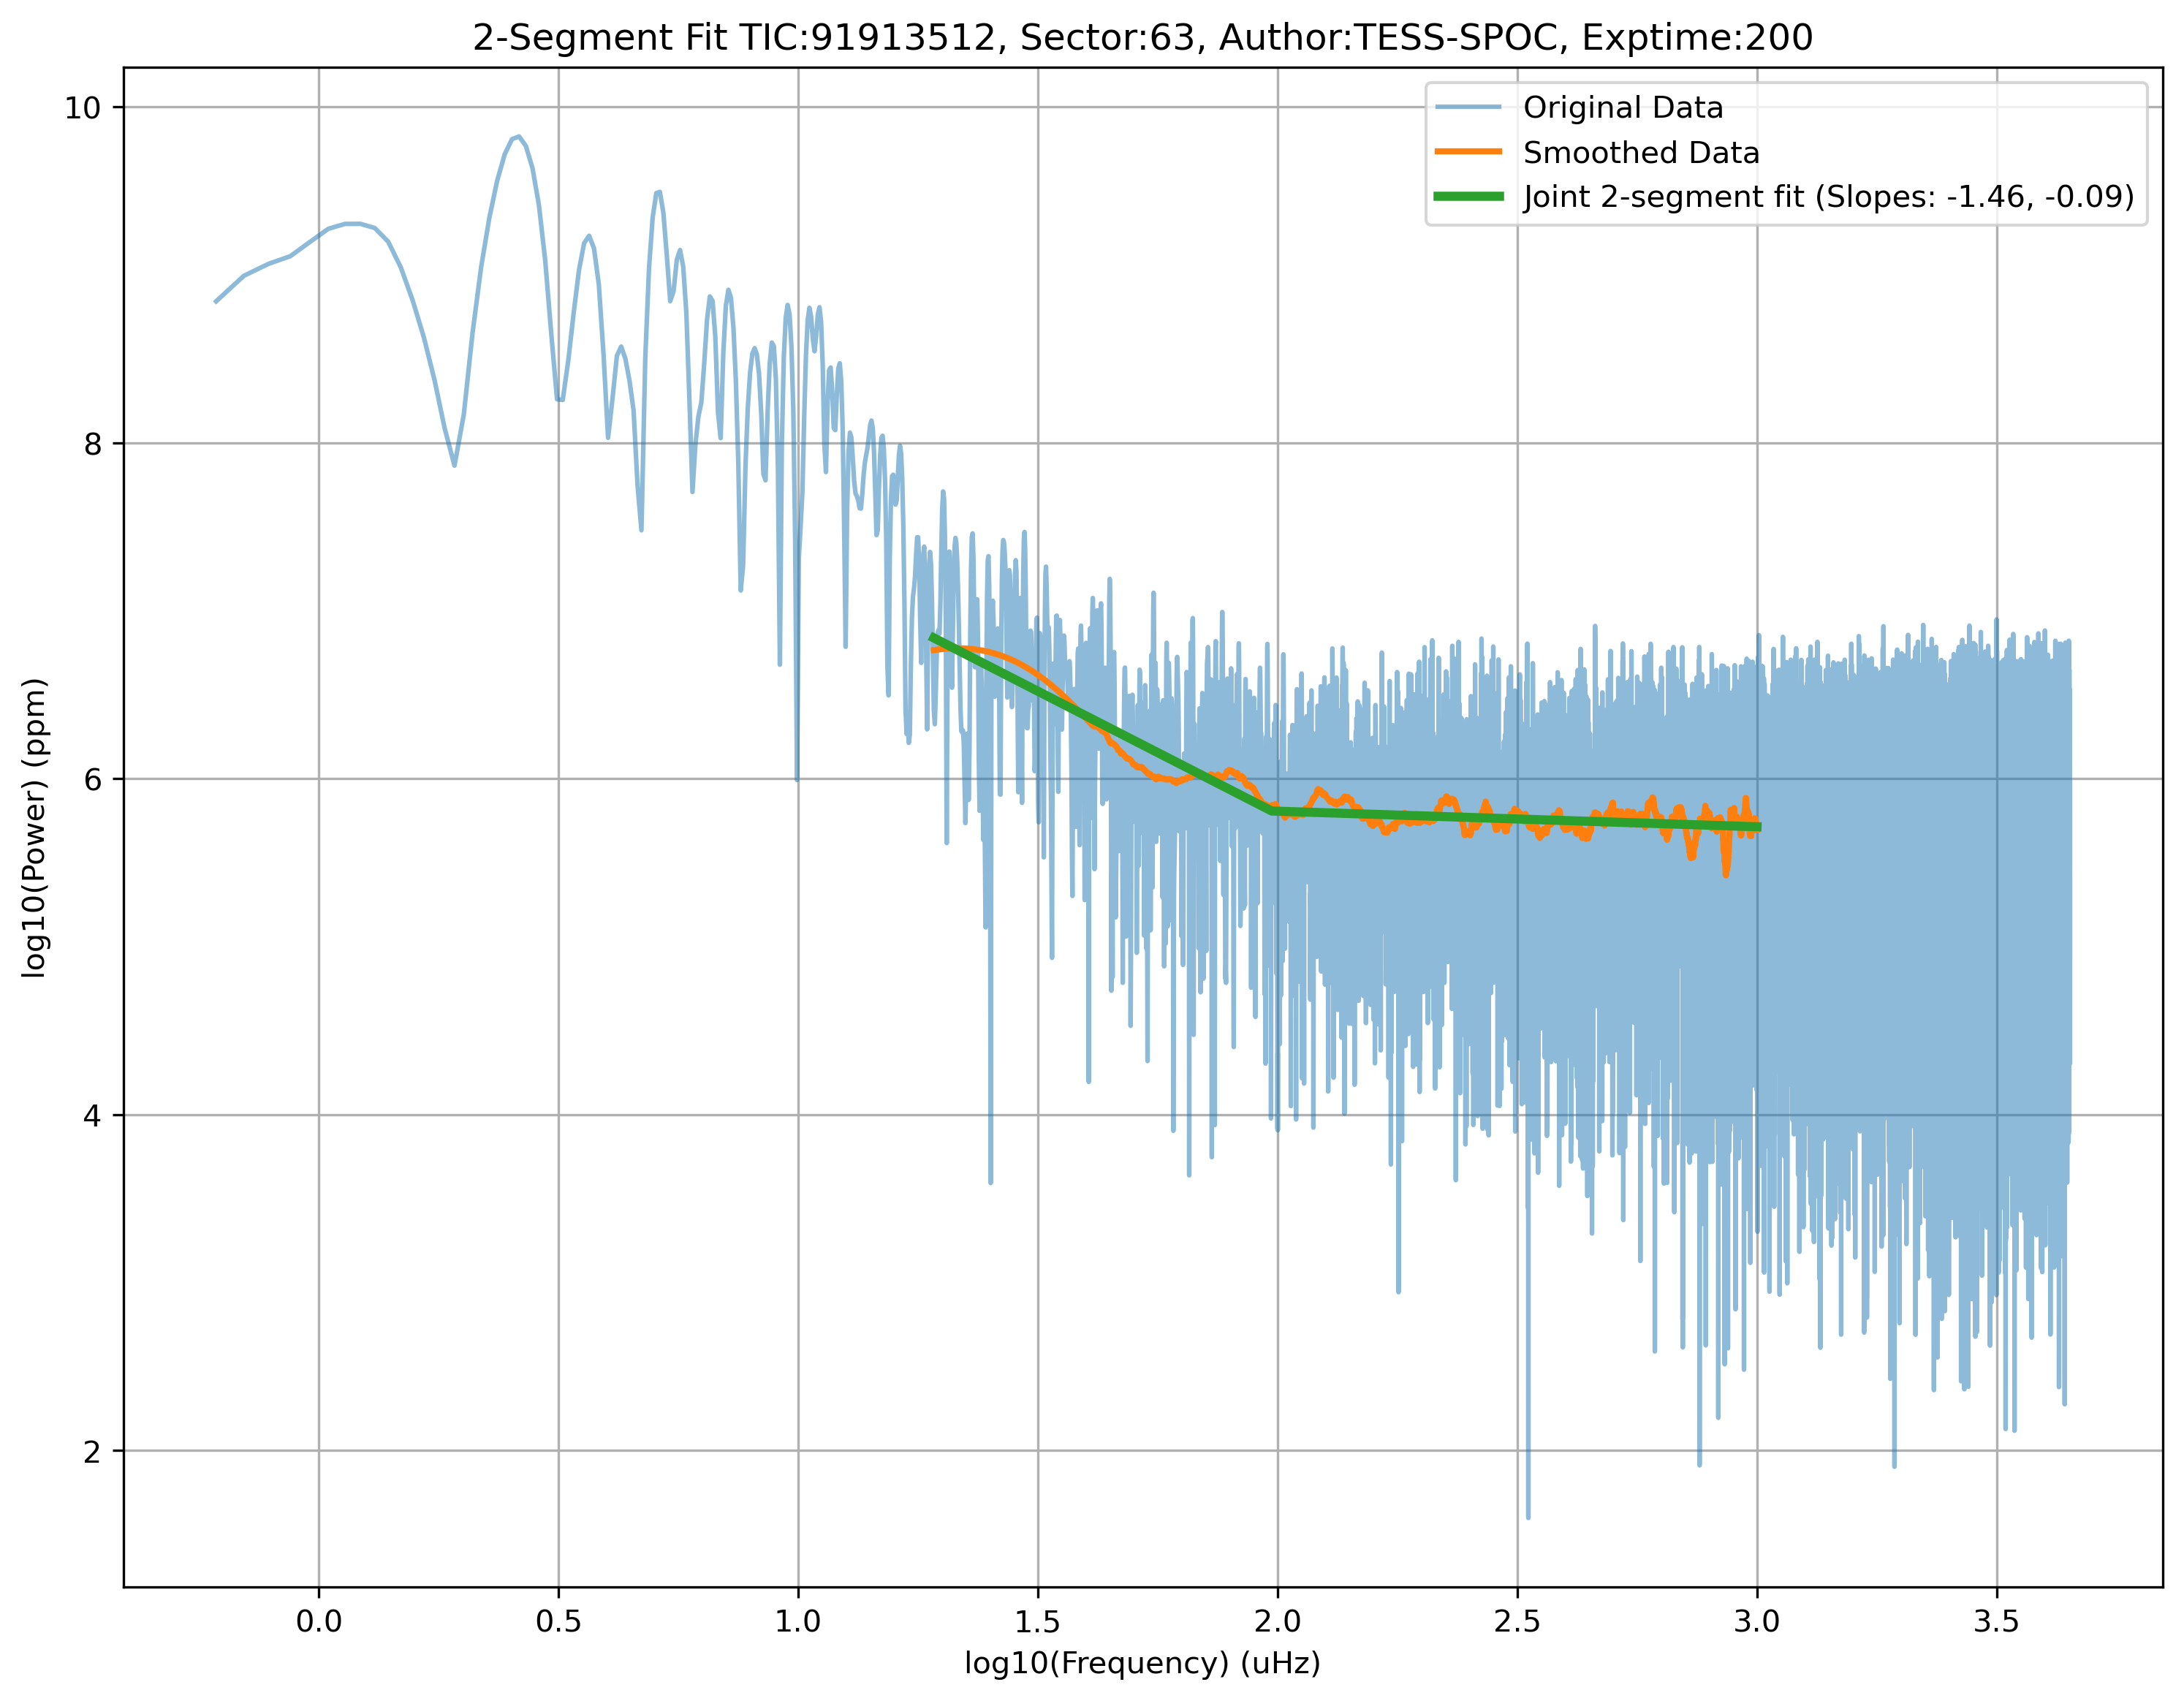 2-Segment Fit TIC:91913512, Sector:63, Author:TESS-SPOC, Exptime:200
Original Data
Smoothed Data
Joint 2-segment fit (Slopes: -1.46, -0.09)
log10(Power) (ppm)
10
8
6
4
2
0.0 0.5 1.0 1.5 2.0 2.5 3.0 3.5
log10(Frequency) (uHz)